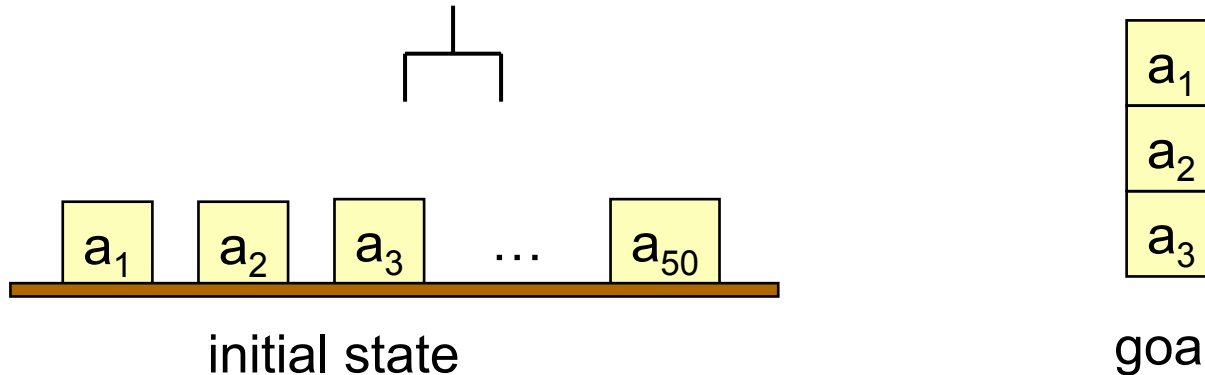 a₁
a₂
a₃
a₁ a₂ a₃ … a₅₀
initial state
goa